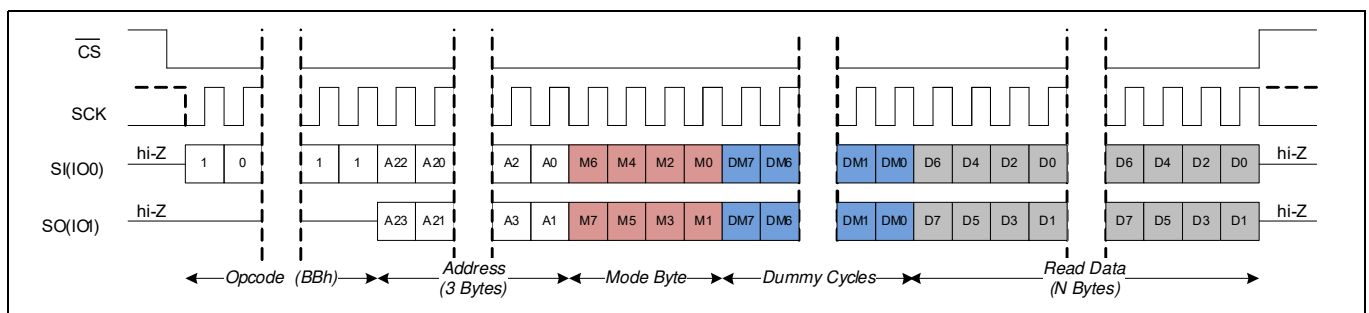 CS
SCK
SI(IO0) hi-Z 1 0 1 1 A22 A20 A2 A0 M6 M4 M2 M0 DM7 DM6 DM1 DM0 D6 D4 D2 D0 D6 D4 D2 D0 hi-Z
SO(IO1) hi-Z A23 A21 A3 A1 M7 M5 M3 M1 DM7 DM6 DM1 DM0 D7 D5 D3 D1 D7 D5 D3 D1 hi-Z
Opcode (BBh) Address Mode Byte Dummy Cycles Read Data
(3 Bytes) (N Bytes)